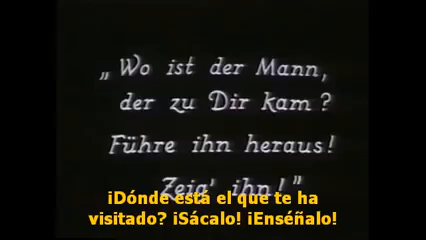 „Wo ist der Mann,
der zu Dir kam?
Führe ihn heraus!
Zeig' ihn!”
¡Dónde está el que te ha
visitado? ¡Sácalo! ¡Enséñalo!